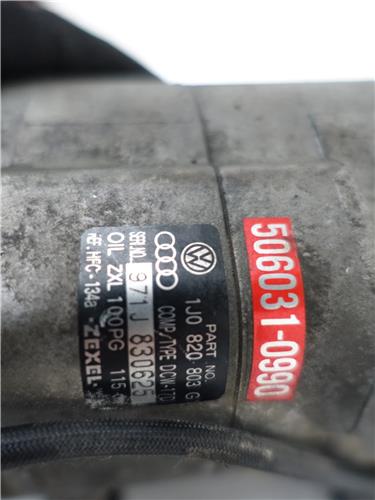 PART NO.
1J0 820 803 G
COMP/TYPE DCW-17D
SER.NO. 971J 830625
OIL ZXL 100PG 115
REF. HFC-134a -ZEXEL-
506031-0990